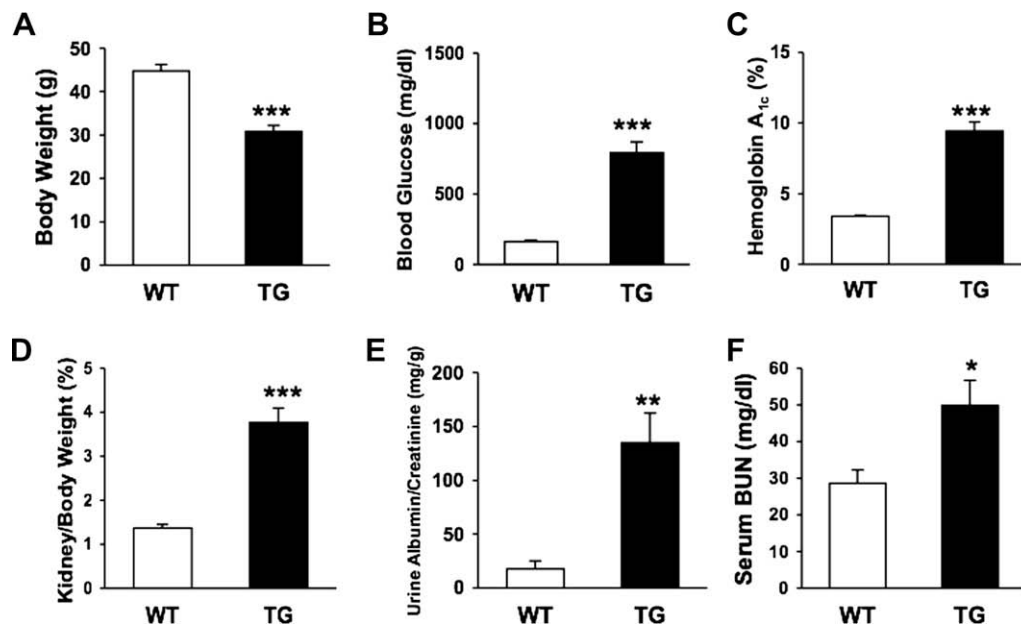 A
Body Weight (g)
50
40
30
20
10
0
***
WT TG
B
Blood Glucose (mg/dl)
1500
1000
500
0
***
WT TG
C
Hemoglobin A1c (%)
15
10
5
0
***
WT TG
D
Kidney/Body Weight (%)
5
4
3
2
1
0
***
WT TG
E
Urine Albumin/Creatinine (mg/g)
200
150
100
50
0
**
WT TG
F
Serum BUN (mg/dl)
60
50
40
30
20
10
0
*
WT TG